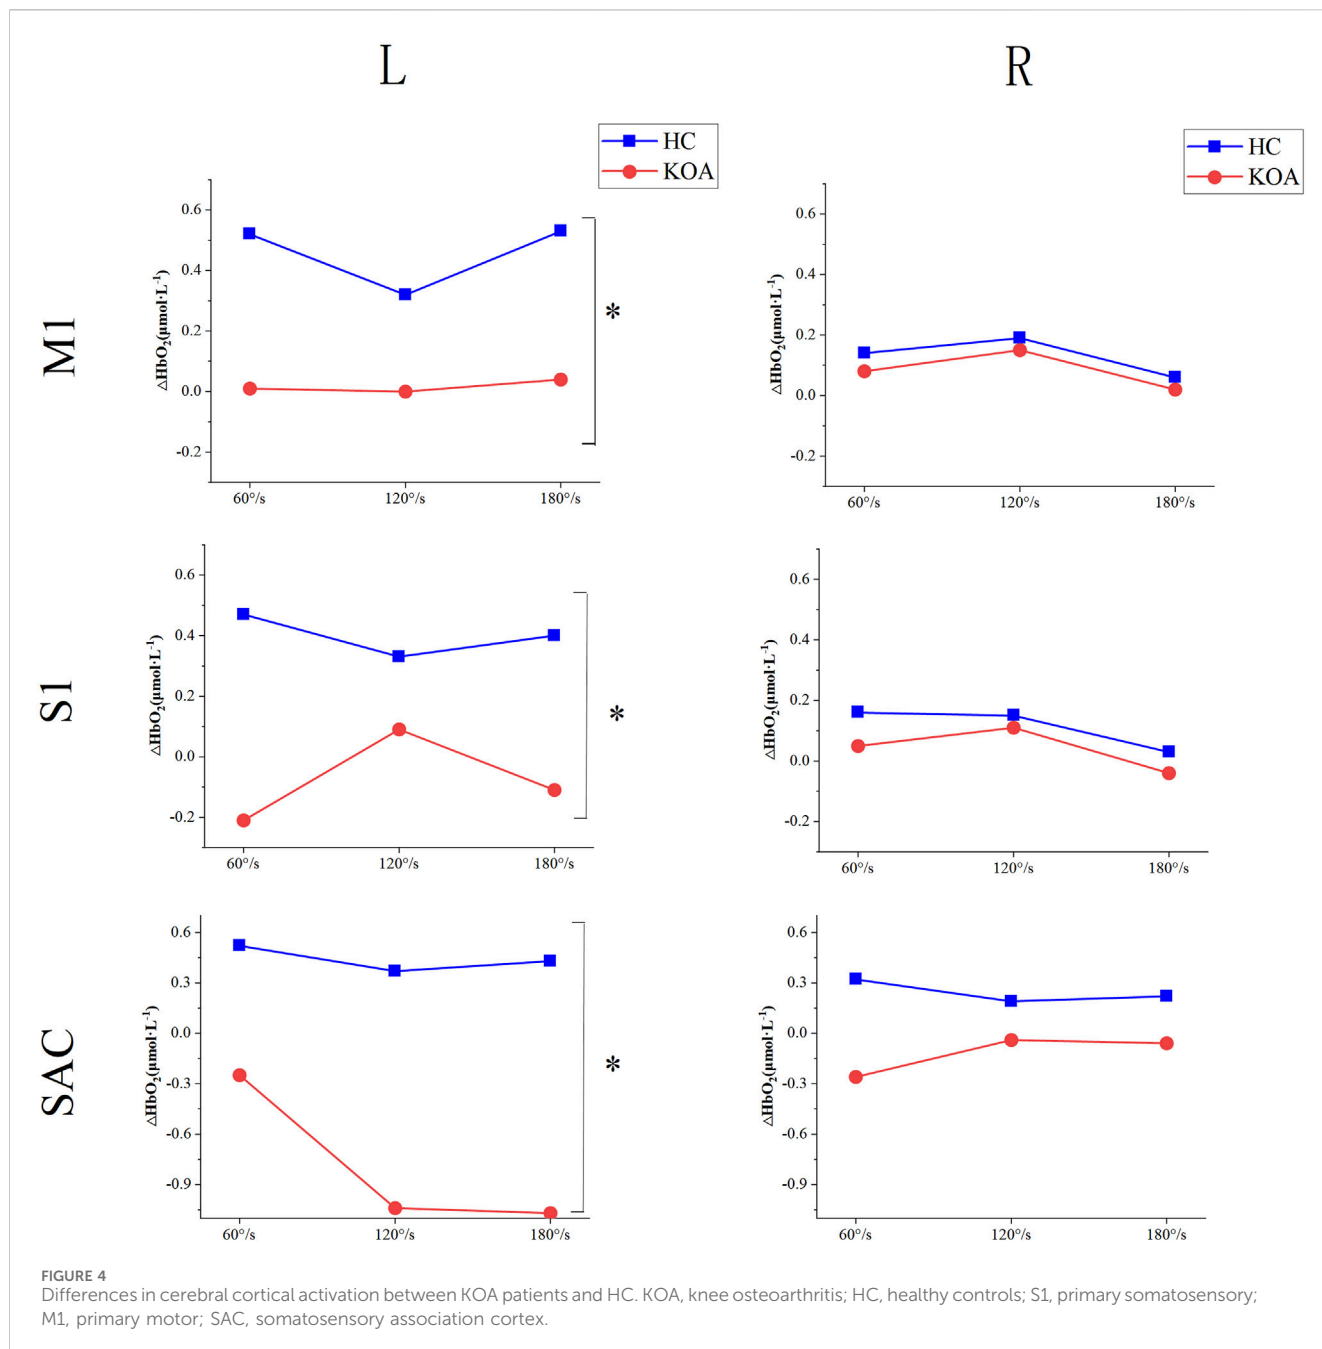 L
R
HC
KOA
HC
KOA
M1
△HbO₂(μmol·L⁻¹)
0.6
0.4
0.2
0.0
-0.2
60°/s
120°/s
180°/s
*
△HbO₂(μmol·L⁻¹)
0.6
0.4
0.2
0.0
-0.2
60°/s
120°/s
180°/s
S1
△HbO₂(μmol·L⁻¹)
0.6
0.4
0.2
0.0
-0.2
60°/s
120°/s
180°/s
*
△HbO₂(μmol·L⁻¹)
0.6
0.4
0.2
0.0
-0.2
60°/s
120°/s
180°/s
SAC
△HbO₂(μmol·L⁻¹)
0.6
0.3
0.0
-0.3
-0.6
-0.9
60°/s
120°/s
180°/s
*
△HbO₂(μmol·L⁻¹)
0.6
0.3
0.0
-0.3
-0.6
-0.9
60°/s
120°/s
180°/s
FIGURE 4
Differences in cerebral cortical activation between KOA patients and HC. KOA, knee osteoarthritis; HC, healthy controls; S1, primary somatosensory;
M1, primary motor; SAC, somatosensory association cortex.